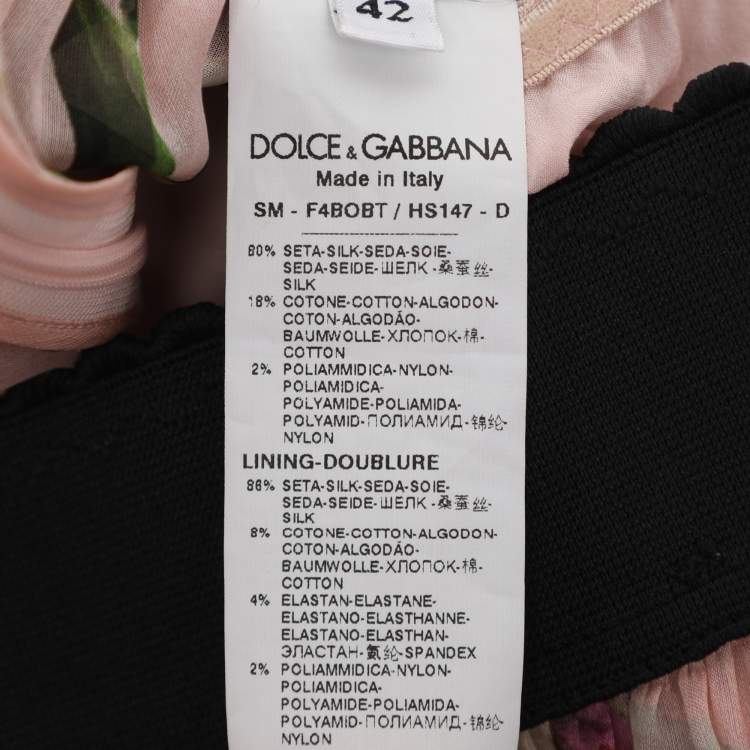 42
DOLCE & GABBANA
Made in Italy
SM - F4BOBT / HS147 - D
80% SETA-SILK-SEDA-SOIE-
SEDA-SEIDE-ШЕЛК-桑蚕丝-
SILK
18% COTONE-COTTON-ALGODON-
COTON-ALGODÃO-
BAUMWOLLE-ХЛОПОК-棉-
COTTON
2% POLIAMMIDICA-NYLON-
POLIAMIDICA-
POLYAMIDE-POLIAMIDA-
POLYAMID-ПОЛИАМИД-锦纶-
NYLON
LINING-DOUBLURE
86% SETA-SILK-SEDA-SOIE-
SEDA-SEIDE-ШЕЛК-桑蚕丝-
SILK
8% COTONE-COTTON-ALGODON-
COTON-ALGODÃO-
BAUMWOLLE-ХЛОПОК-棉-
COTTON
4% ELASTAN-ELASTANE-
ELASTANO-ELASTHANNE-
ELASTANO-ELASTHAN-
ЭЛАСТАН-氨纶-SPANDEX
2% POLIAMMIDICA-NYLON-
POLIAMIDICA-
POLYAMIDE-POLIAMIDA-
POLYAMID-ПОЛИАМИД-锦纶-
NYLON